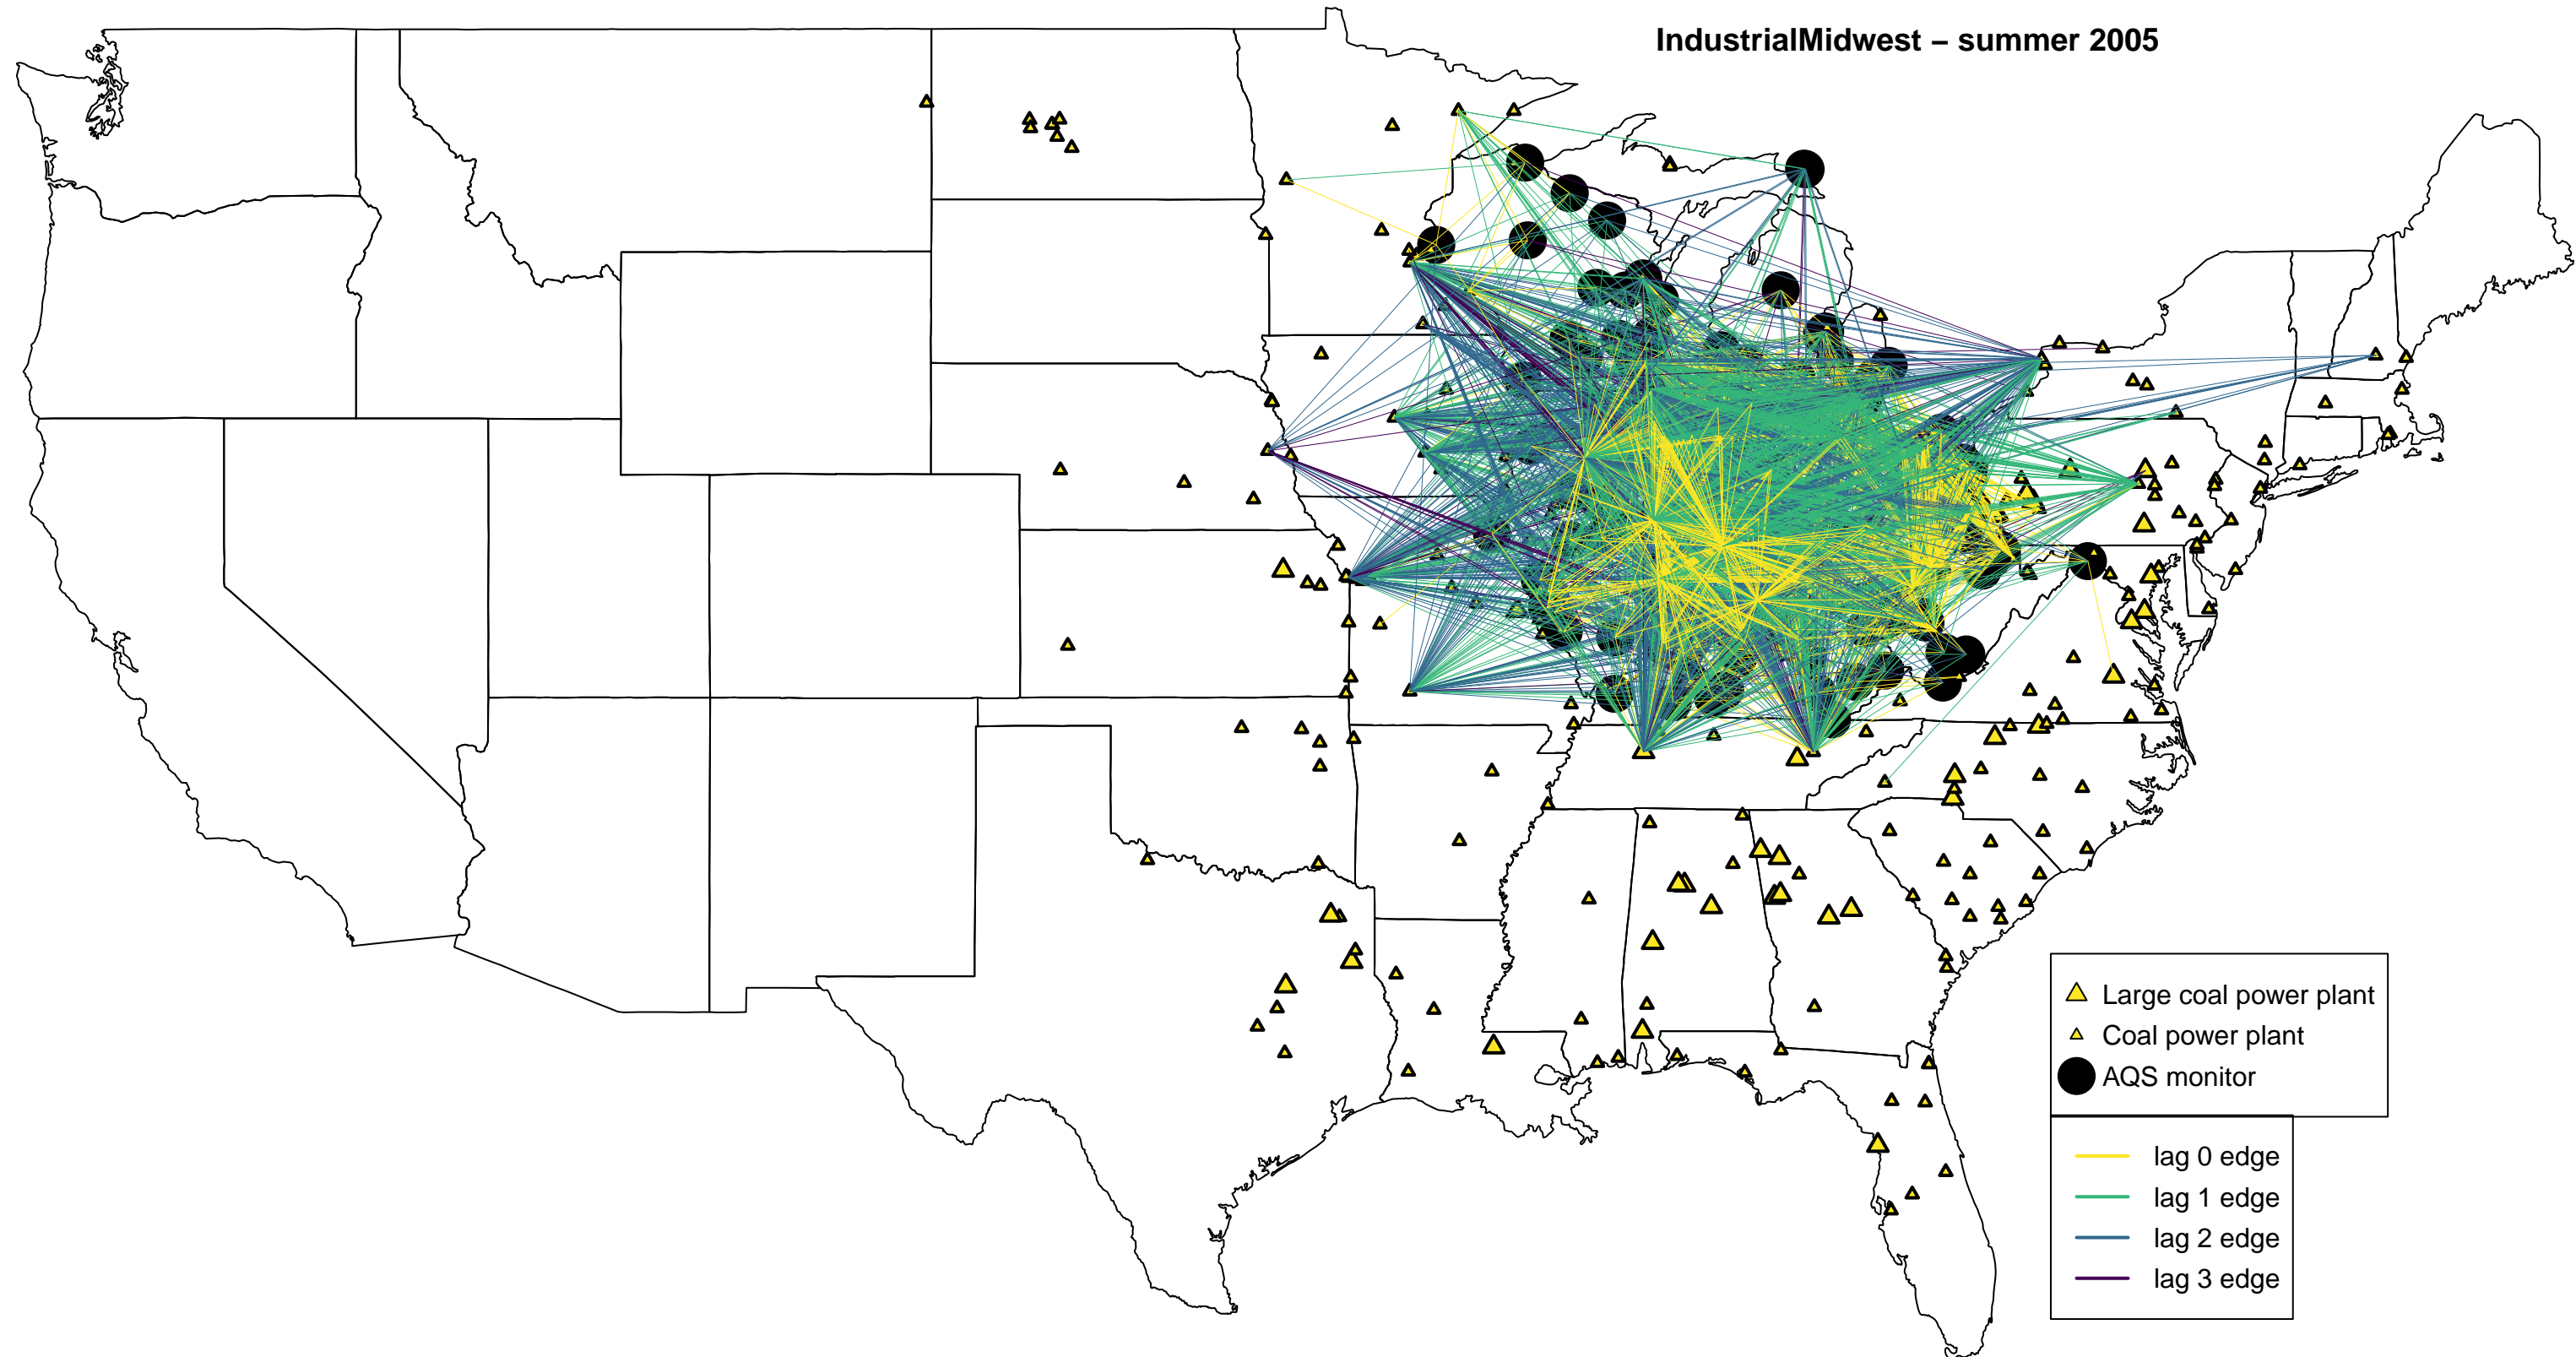 IndustrialMidwest – summer 2005
Large coal power plant
Coal power plant
AQS monitor
lag 0 edge
lag 1 edge
lag 2 edge
lag 3 edge